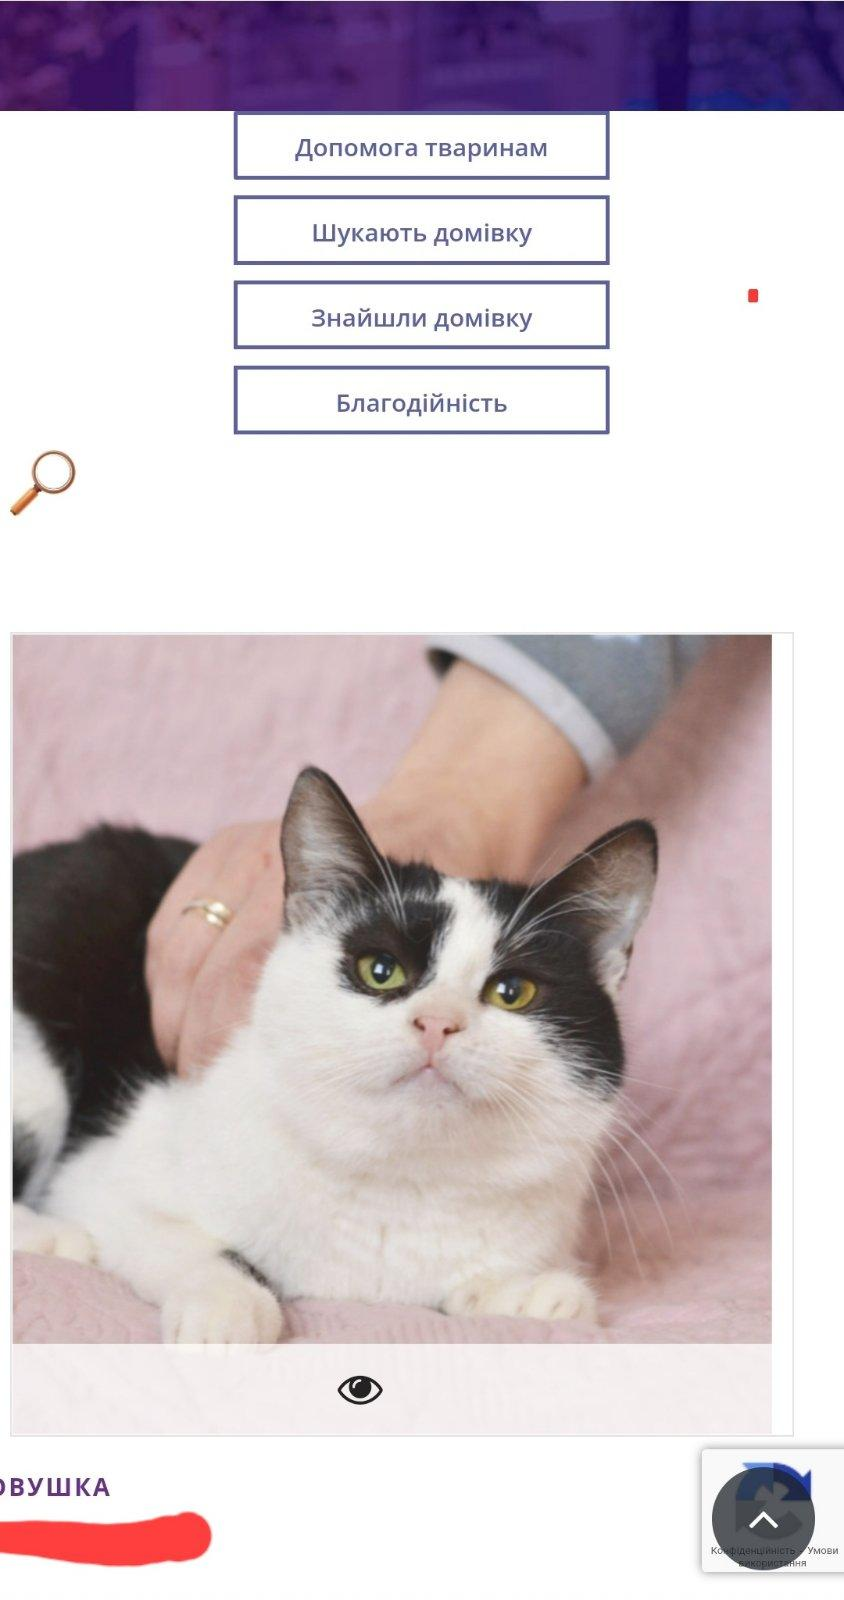 Допомога тваринам
Шукають домівку
Знайшли домівку
Благодійність
ОВУШКА
Конфіденційність - Умови
використання